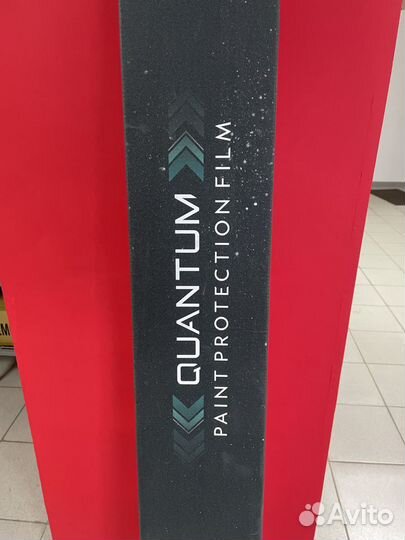 QUANTUM
PAINT PROTECTION FILM
Avito